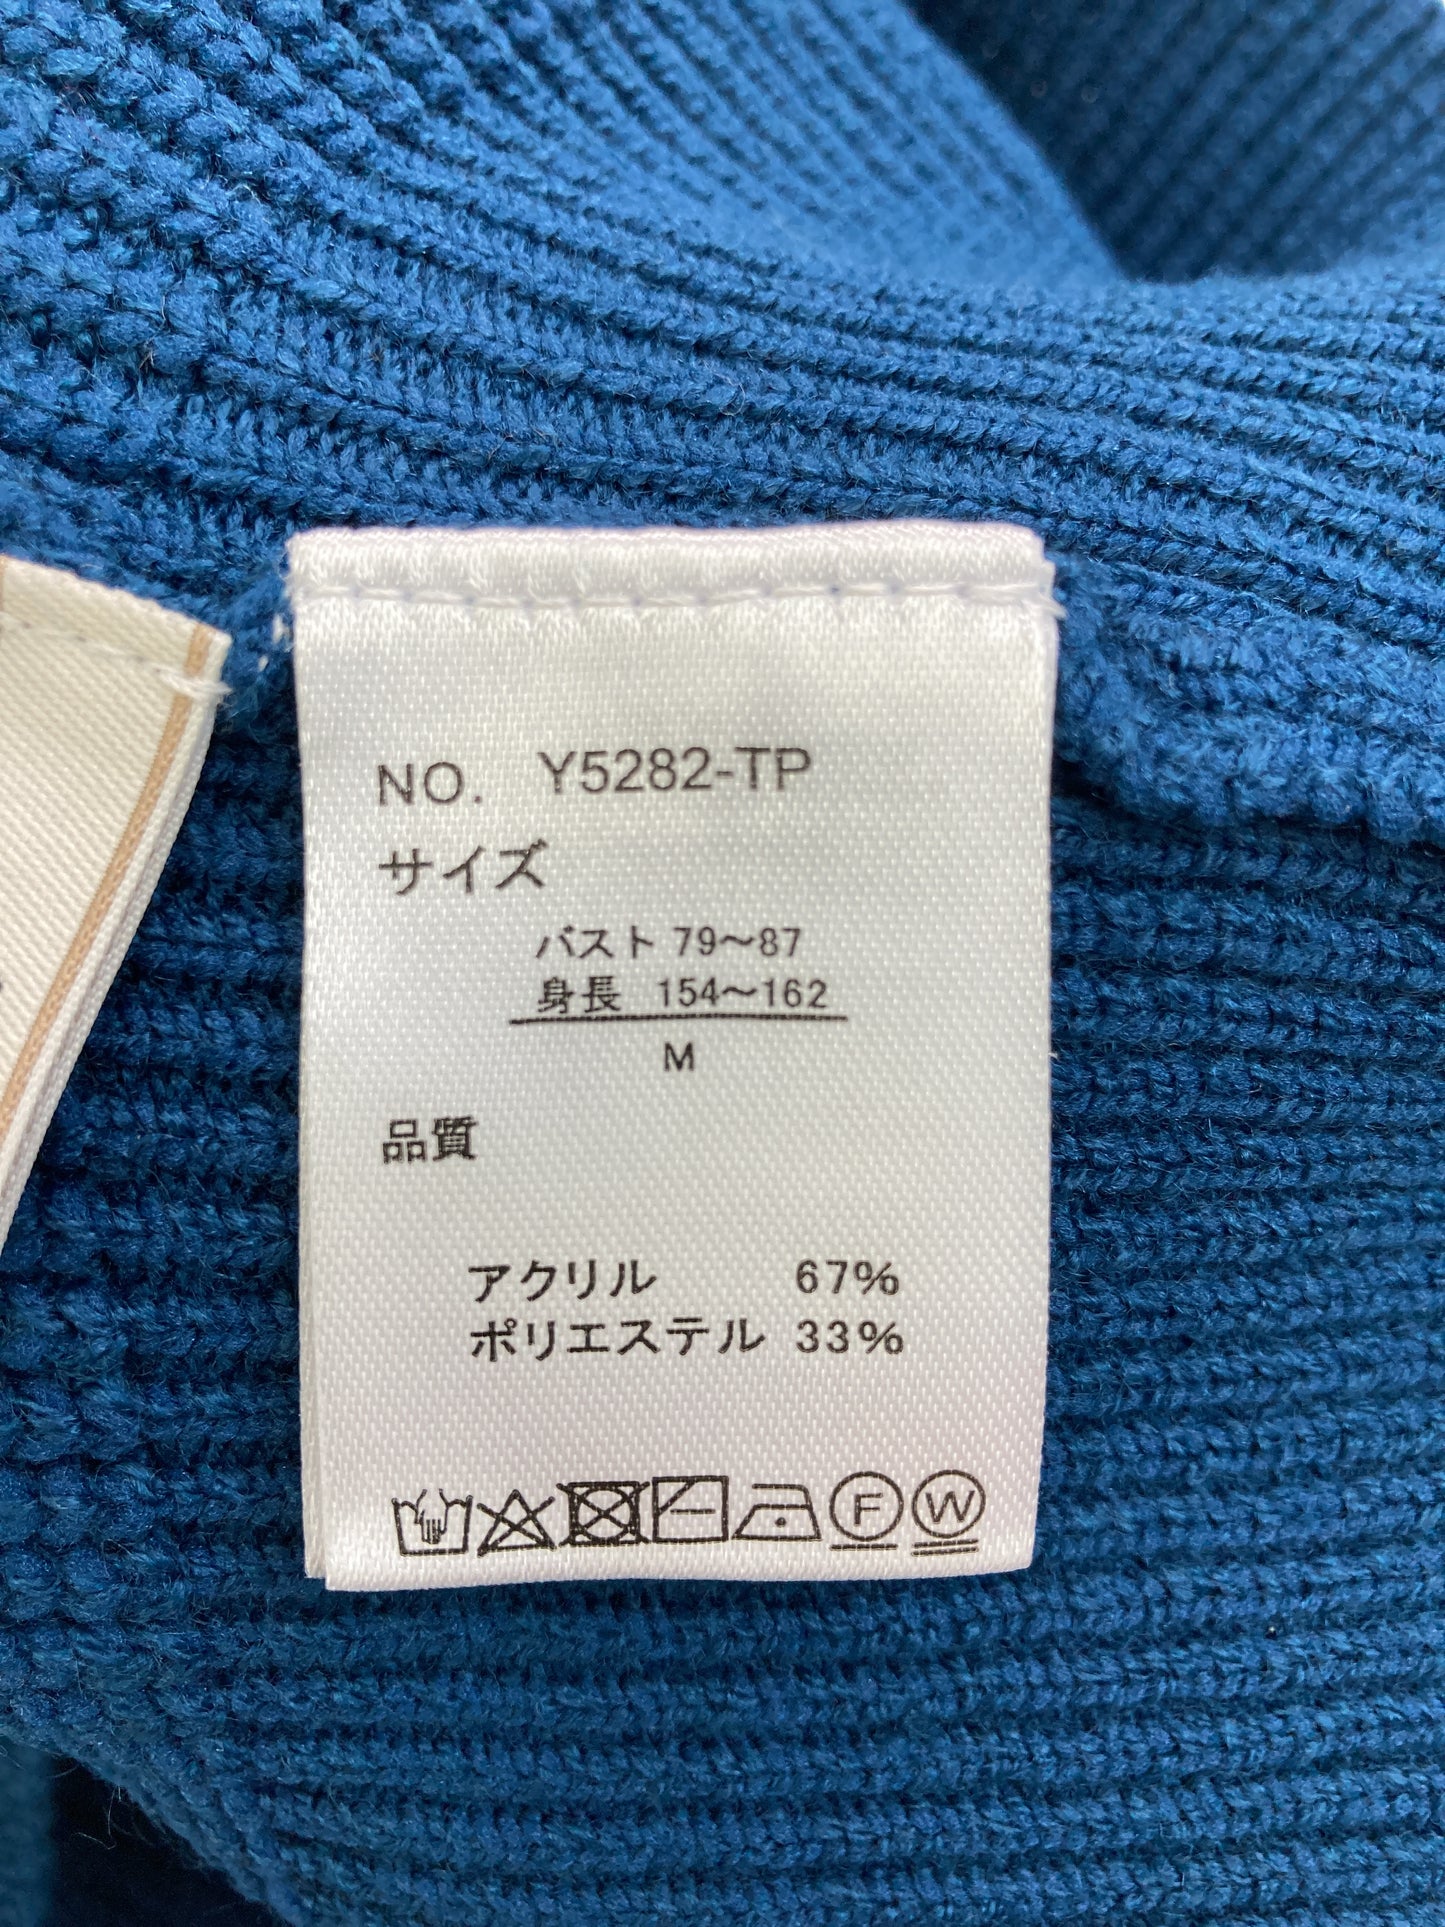 NO. Y5282-TP
サイズ
バスト 79〜87
身長 154〜162
M
品質
アクリル 67%
ポリエステル 33%
F W